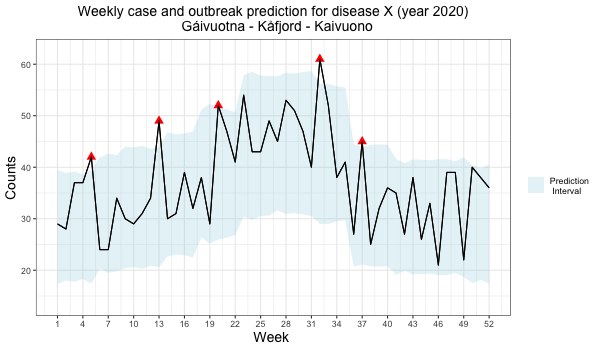 Weekly case and outbreak prediction for disease X (year 2020)
Gáivuotna - Kåfjord - Kaivuono
Counts
60
50
40
30
20
1 4 7 10 13 16 19 22 25 28 31 34 37 40 43 46 49 52
Week
Prediction
Interval